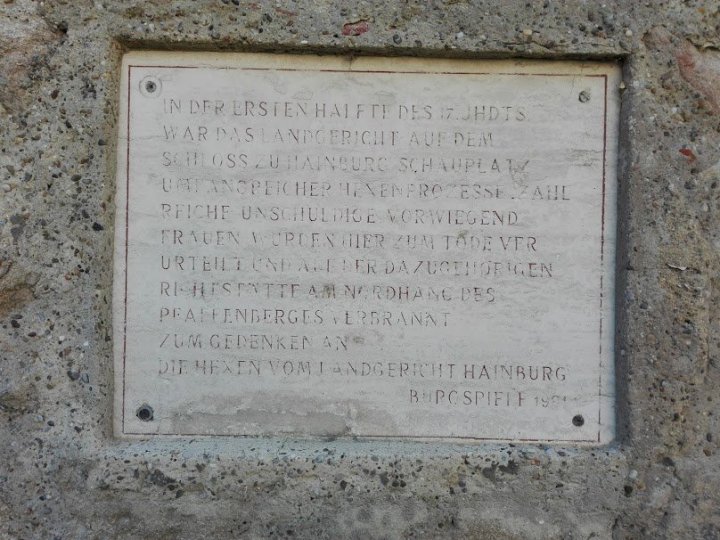 IN DER ERSTEN HÄLFTE DES 17. JHDTS.
WAR DAS LANDGERICHT AUF DEM
SCHLOSS ZU HAINBURG SCHAUPLATZ
UMFANGREICHER HEXENPROZESSE. ZAHL
REICHE UNSCHULDIGE VORWIEGEND
FRAUEN WURDEN HIER ZUM TODE VER
URTEILT UND AUF DER DAZUGEHÖRIGEN
RICHTSTÄTTE AM NORDHANG DES
PFAFFENBERGES VERBRANNT
ZUM GEDENKEN AN
DIE HEXEN VOM LANDGERICHT HAINBURG
BURGSPIELE